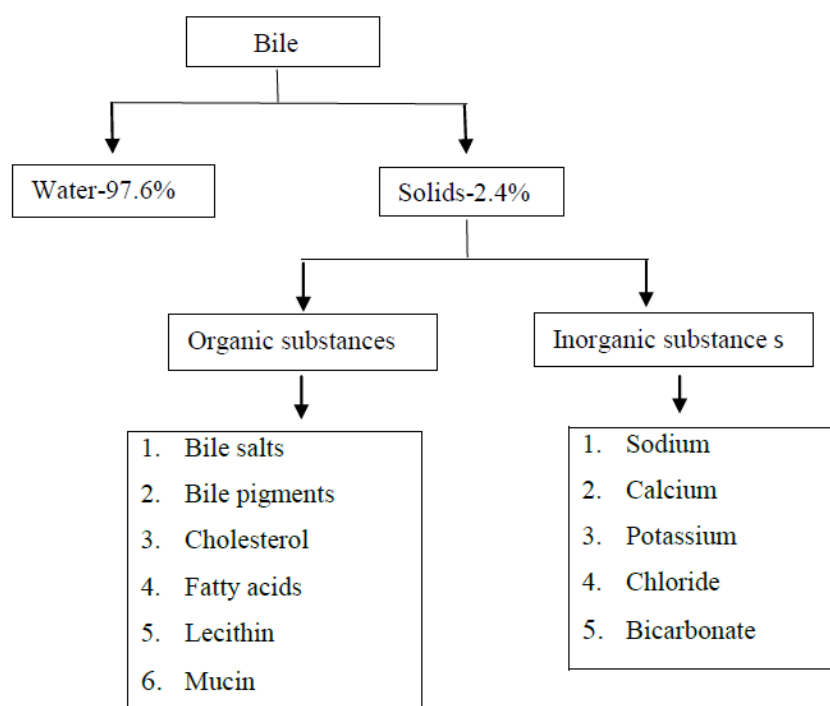 Bile
Water-97.6%
Solids-2.4%
Organic substances
Inorganic substance s
1. Bile salts
2. Bile pigments
3. Cholesterol
4. Fatty acids
5. Lecithin
6. Mucin
1. Sodium
2. Calcium
3. Potassium
4. Chloride
5. Bicarbonate